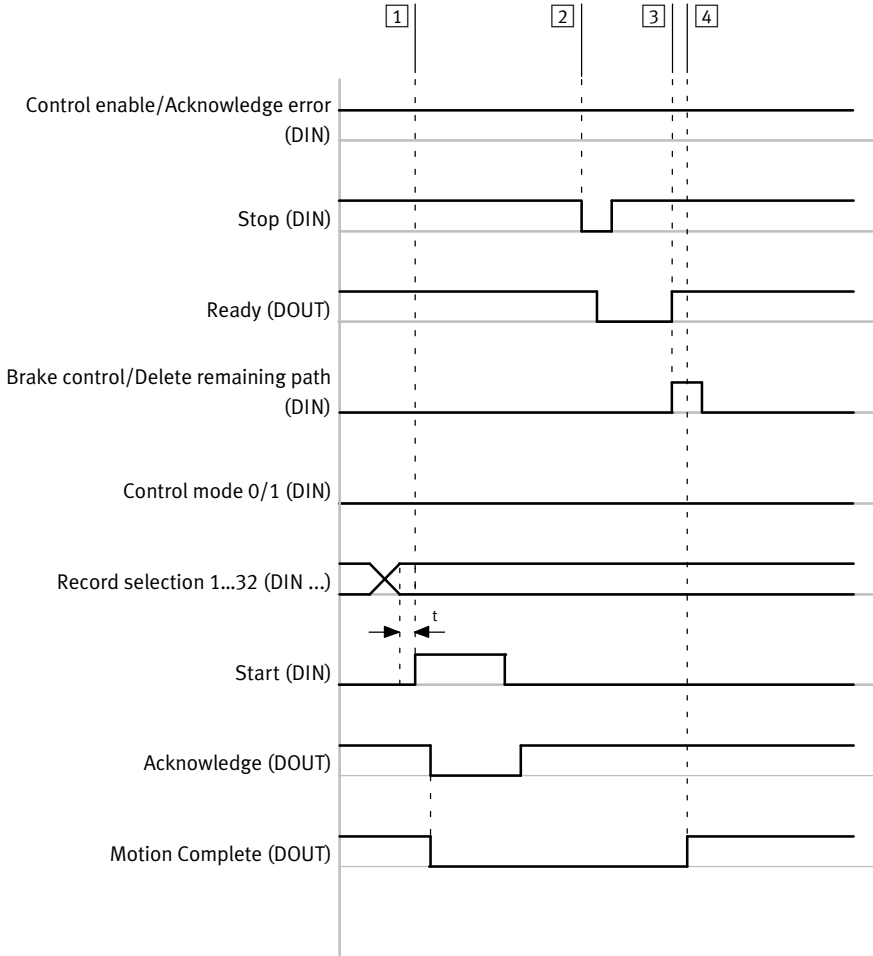 1 2 3 4
Control enable/Acknowledge error
(DIN)
Stop (DIN)
Ready (DOUT)
Brake control/Delete remaining path
(DIN)
Control mode 0/1 (DIN)
Record selection 1...32 (DIN ...)
t
Start (DIN)
Acknowledge (DOUT)
Motion Complete (DOUT)